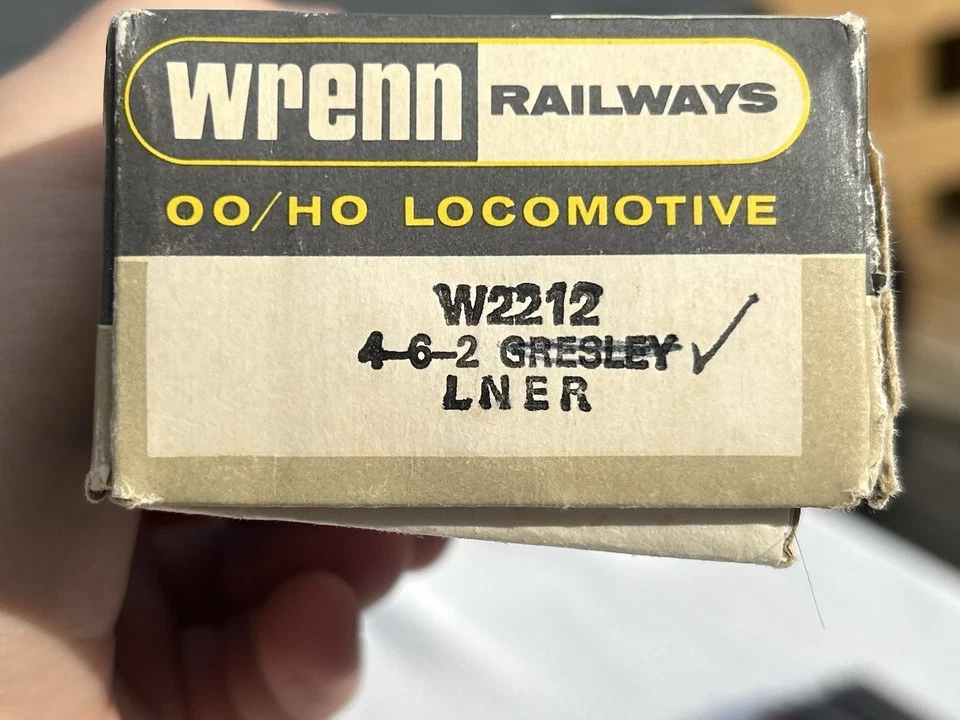 wrenn RAILWAYS
OO/HO LOCOMOTIVE
W2212
4-6-2 GRESLEY ✓
LNER